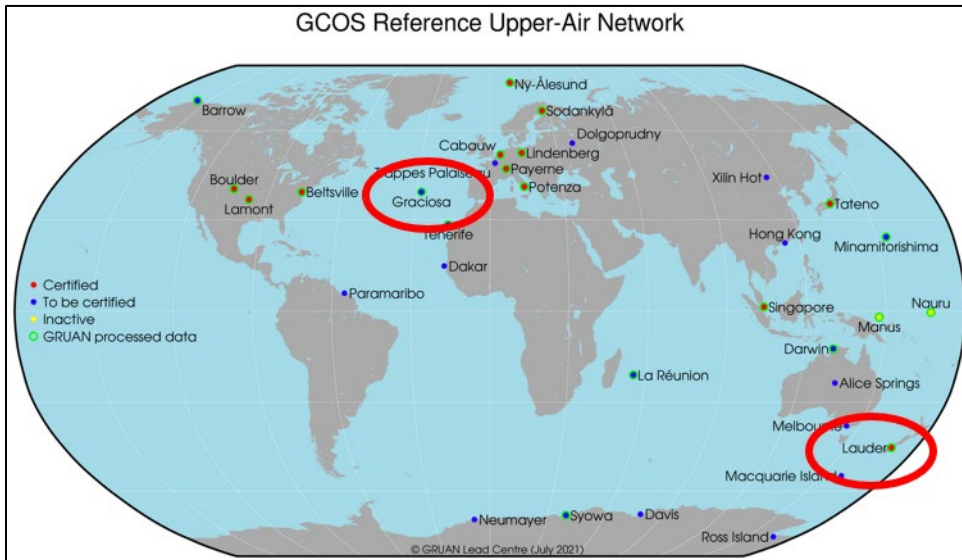 GCOS Reference Upper-Air Network
Ny-Ålesund
Barrow
Sodankylä
Dolgoprudny
Cabauw
Lindenberg
Trappes Palaiseau
Payerne
Boulder
Beltsville
Potenza
Xilin Hot
Graciosa
Lamont
Tateno
Tenerife
Hong Kong
Minamitorishima
Dakar
Certified
To be certified
Paramaribo
Inactive
Singapore
Nauru
Manus
GRUAN processed data
Darwin
La Réunion
Alice Springs
Melbourne
Lauder
Macquarie Island
Neumayer
Syowa
Davis
Ross Island
© GRUAN Lead Centre (July 2021)